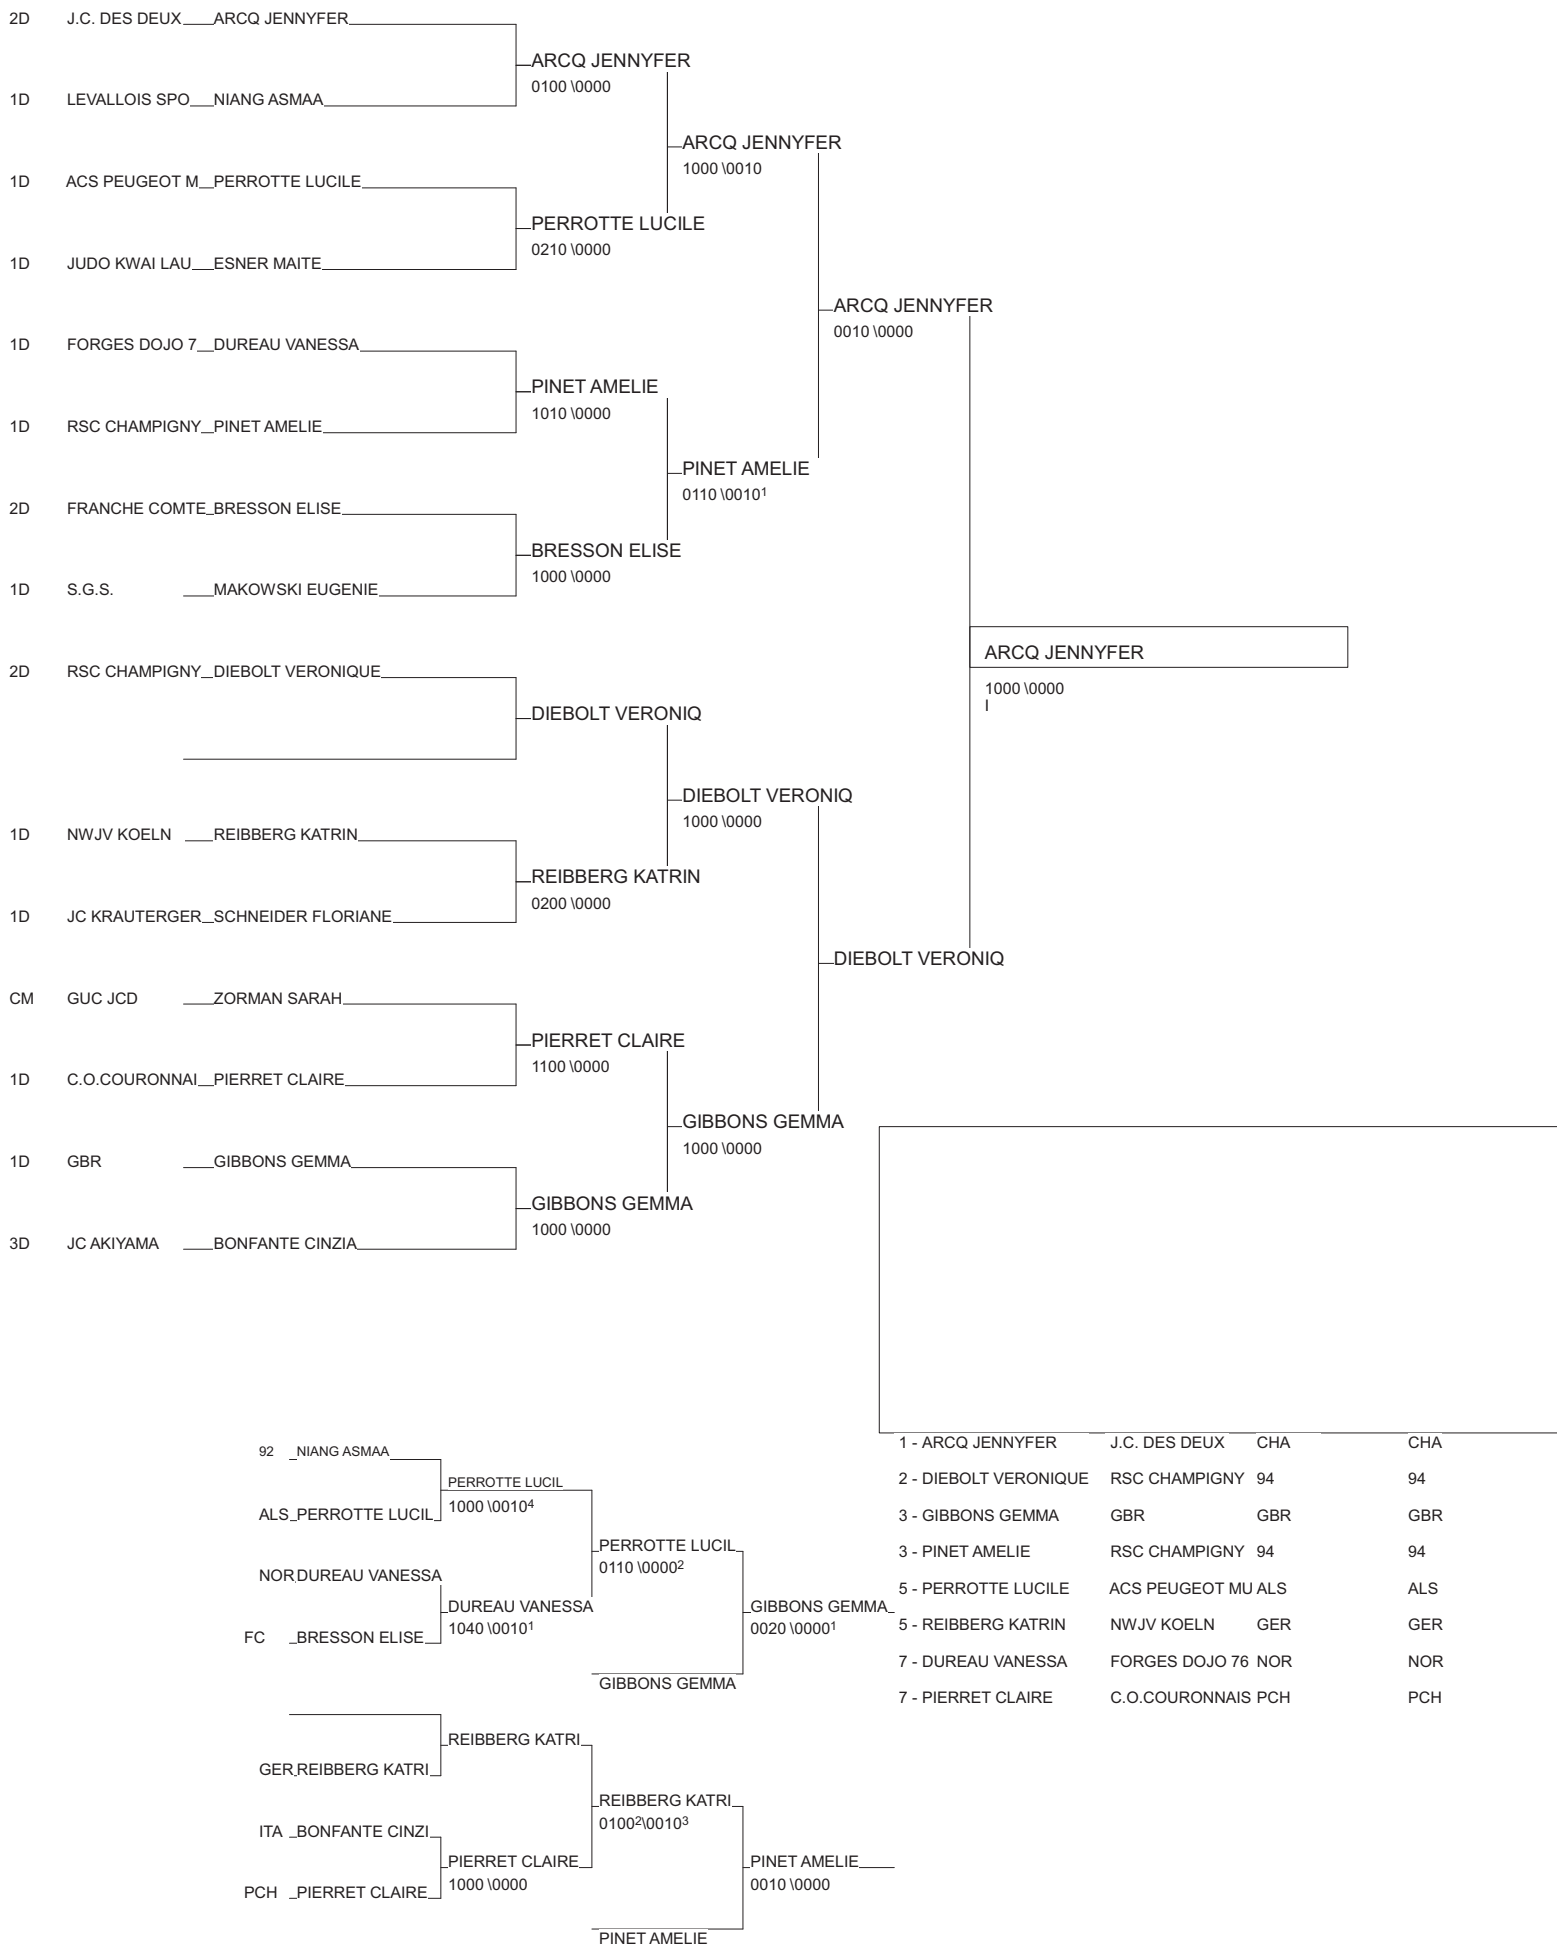 2D J.C. DES DEUX ARCQ JENNYFER
ARCQ JENNYFER
0100 \0000
1D LEVALLOIS SPO NIANG ASMAA
ARCQ JENNYFER
1000 \0010
1D ACS PEUGEOT M PERROTTE LUCILE
PERROTTE LUCILE
0210 \0000
1D JUDO KWAI LAU ESNER MAITE
ARCQ JENNYFER
0010 \0000
1D FORGES DOJO 7 DUREAU VANESSA
PINET AMELIE
1010 \0000
1D RSC CHAMPIGNY PINET AMELIE
PINET AMELIE
0110 \0010¹
2D FRANCHE COMTE BRESSON ELISE
BRESSON ELISE
1000 \0000
1D S.G.S. MAKOWSKI EUGENIE
ARCQ JENNYFER
1000 \0000
I
2D RSC CHAMPIGNY DIEBOLT VERONIQUE
DIEBOLT VERONIQ
DIEBOLT VERONIQ
1000 \0000
1D NWJV KOELN REIBBERG KATRIN
REIBBERG KATRIN
0200 \0000
1D JC KRAUTERGER SCHNEIDER FLORIANE
DIEBOLT VERONIQ
CM GUC JCD ZORMAN SARAH
PIERRET CLAIRE
1100 \0000
1D C.O.COURONNAI PIERRET CLAIRE
GIBBONS GEMMA
1000 \0000
1D GBR GIBBONS GEMMA
GIBBONS GEMMA
1000 \0000
3D JC AKIYAMA BONFANTE CINZIA
92 NIANG ASMAA
PERROTTE LUCIL
1000 \0010⁴
ALS PERROTTE LUCIL
PERROTTE LUCIL
0110 \0000²
NOR DUREAU VANESSA
DUREAU VANESSA
1040 \0010¹
FC BRESSON ELISE
GIBBONS GEMMA
0020 \0000¹
GIBBONS GEMMA
REIBBERG KATRI
GER REIBBERG KATRI
REIBBERG KATRI
0100²\0010³
ITA BONFANTE CINZI
PIERRET CLAIRE
1000 \0000
PCH PIERRET CLAIRE
PINET AMELIE
0010 \0000
PINET AMELIE
1 - ARCQ JENNYFER J.C. DES DEUX CHA CHA
2 - DIEBOLT VERONIQUE RSC CHAMPIGNY 94 94
3 - GIBBONS GEMMA GBR GBR GBR
3 - PINET AMELIE RSC CHAMPIGNY 94 94
5 - PERROTTE LUCILE ACS PEUGEOT MU ALS ALS
5 - REIBBERG KATRIN NWJV KOELN GER GER
7 - DUREAU VANESSA FORGES DOJO 76 NOR NOR
7 - PIERRET CLAIRE C.O.COURONNAIS PCH PCH